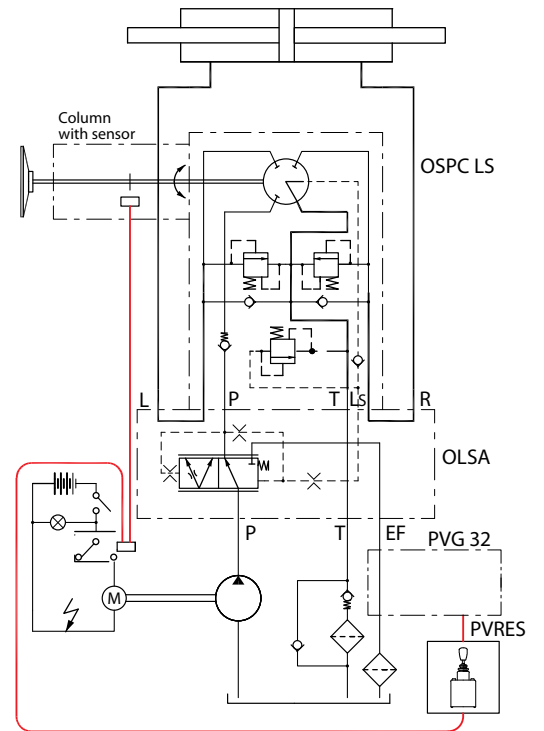 Column
with sensor
OSPC LS
L
P
T
Ls
R
OLSA
P
T
EF
PVG 32
M
PVRES